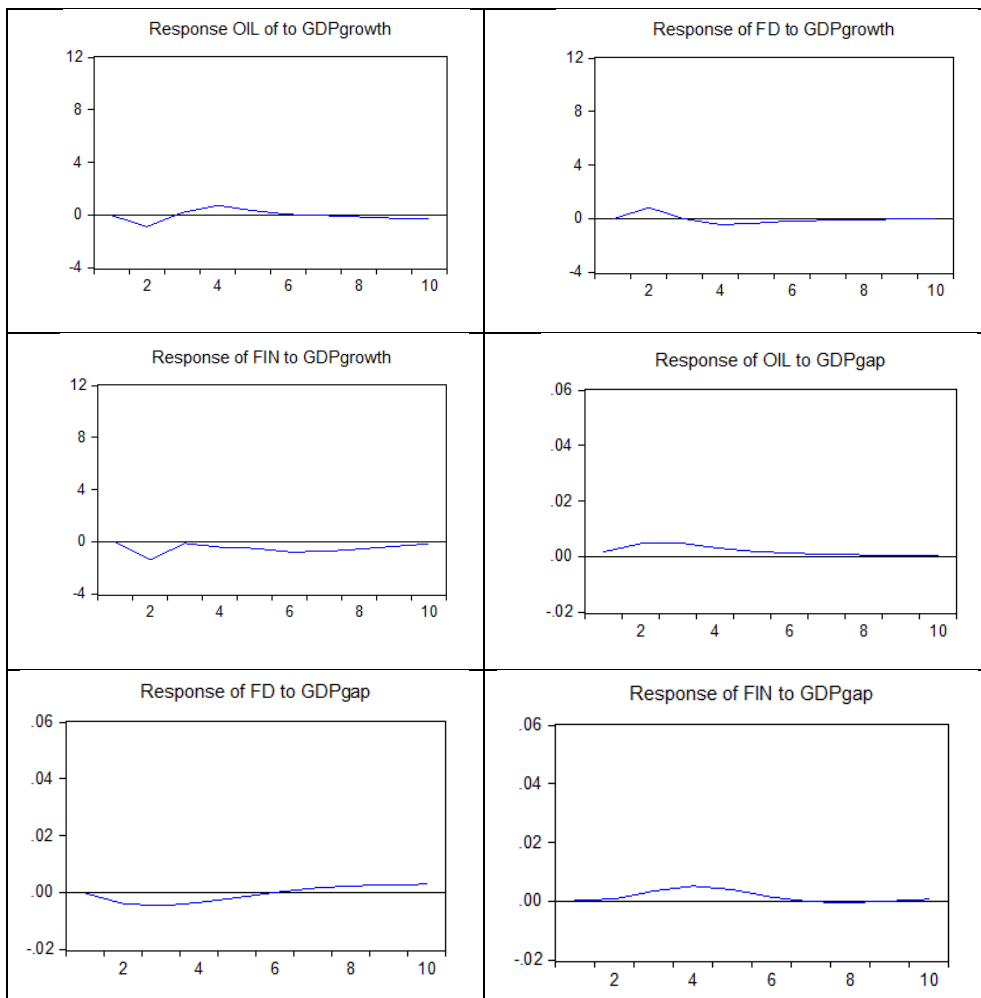 Response OIL of to GDPgrowth
12
8
4
0
-4
2 4 6 8 10
Response of FD to GDPgrowth
12
8
4
0
-4
2 4 6 8 10
Response of FIN to GDPgrowth
12
8
4
0
-4
2 4 6 8 10
Response of OIL to GDPgap
.06
.04
.02
.00
-.02
2 4 6 8 10
Response of FD to GDPgap
.06
.04
.02
.00
-.02
2 4 6 8 10
Response of FIN to GDPgap
.06
.04
.02
.00
-.02
2 4 6 8 10